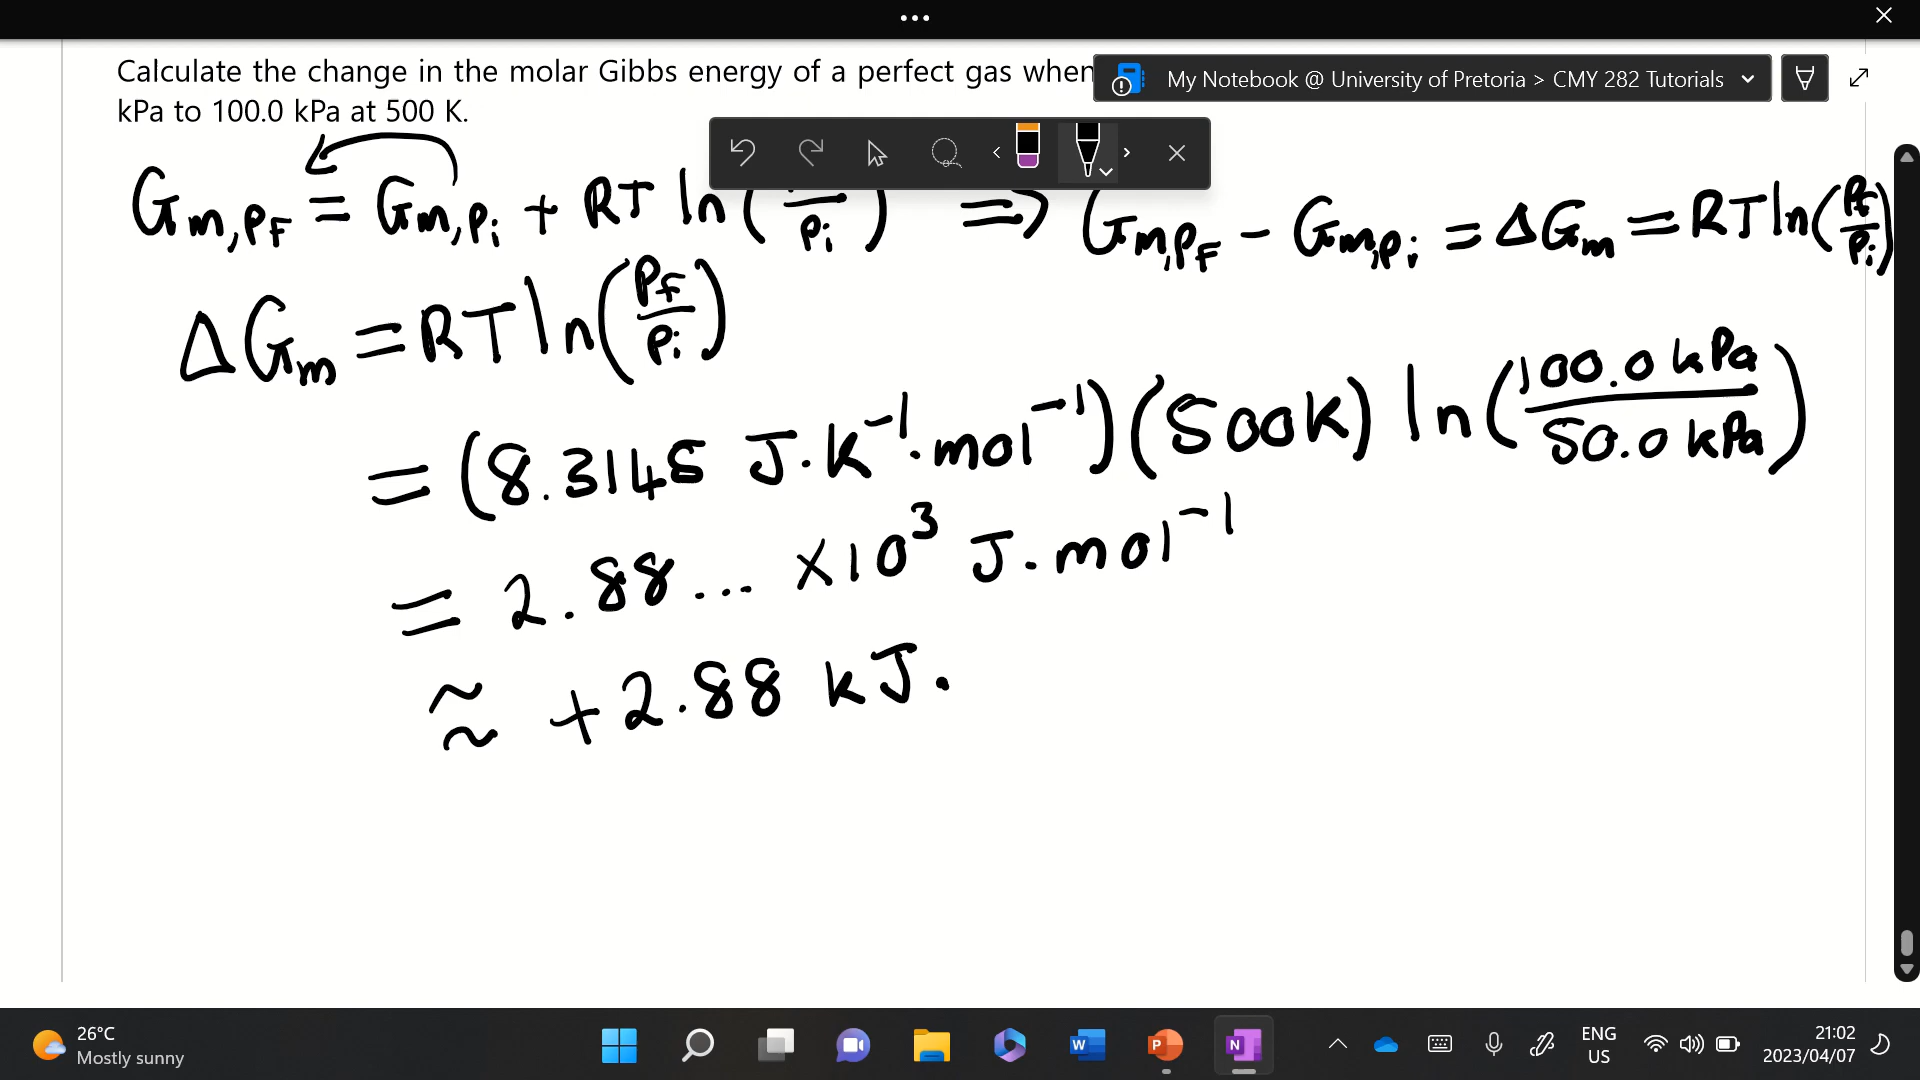 Calculate the change in the molar Gibbs energy of a perfect gas when
My Notebook @ University of Pretoria > CMY 282 Tutorials
kPa to 100.0 kPa at 500 K.
Gm,Pf = Gm,Pi + RT ln( /Pi) ⇒ Gm,Pf − Gm,Pi = ΔGm = RT ln(Pf/Pi)
ΔGm = RT ln(Pf/Pi)
= (8.3145 J·K⁻¹·mol⁻¹)(500K) ln(100.0 kPa/50.0 kPa)
= 2.88... ×10³ J·mol⁻¹
≈ +2.88 kJ.
26°C
Mostly sunny
ENG
US
21:02
2023/04/07